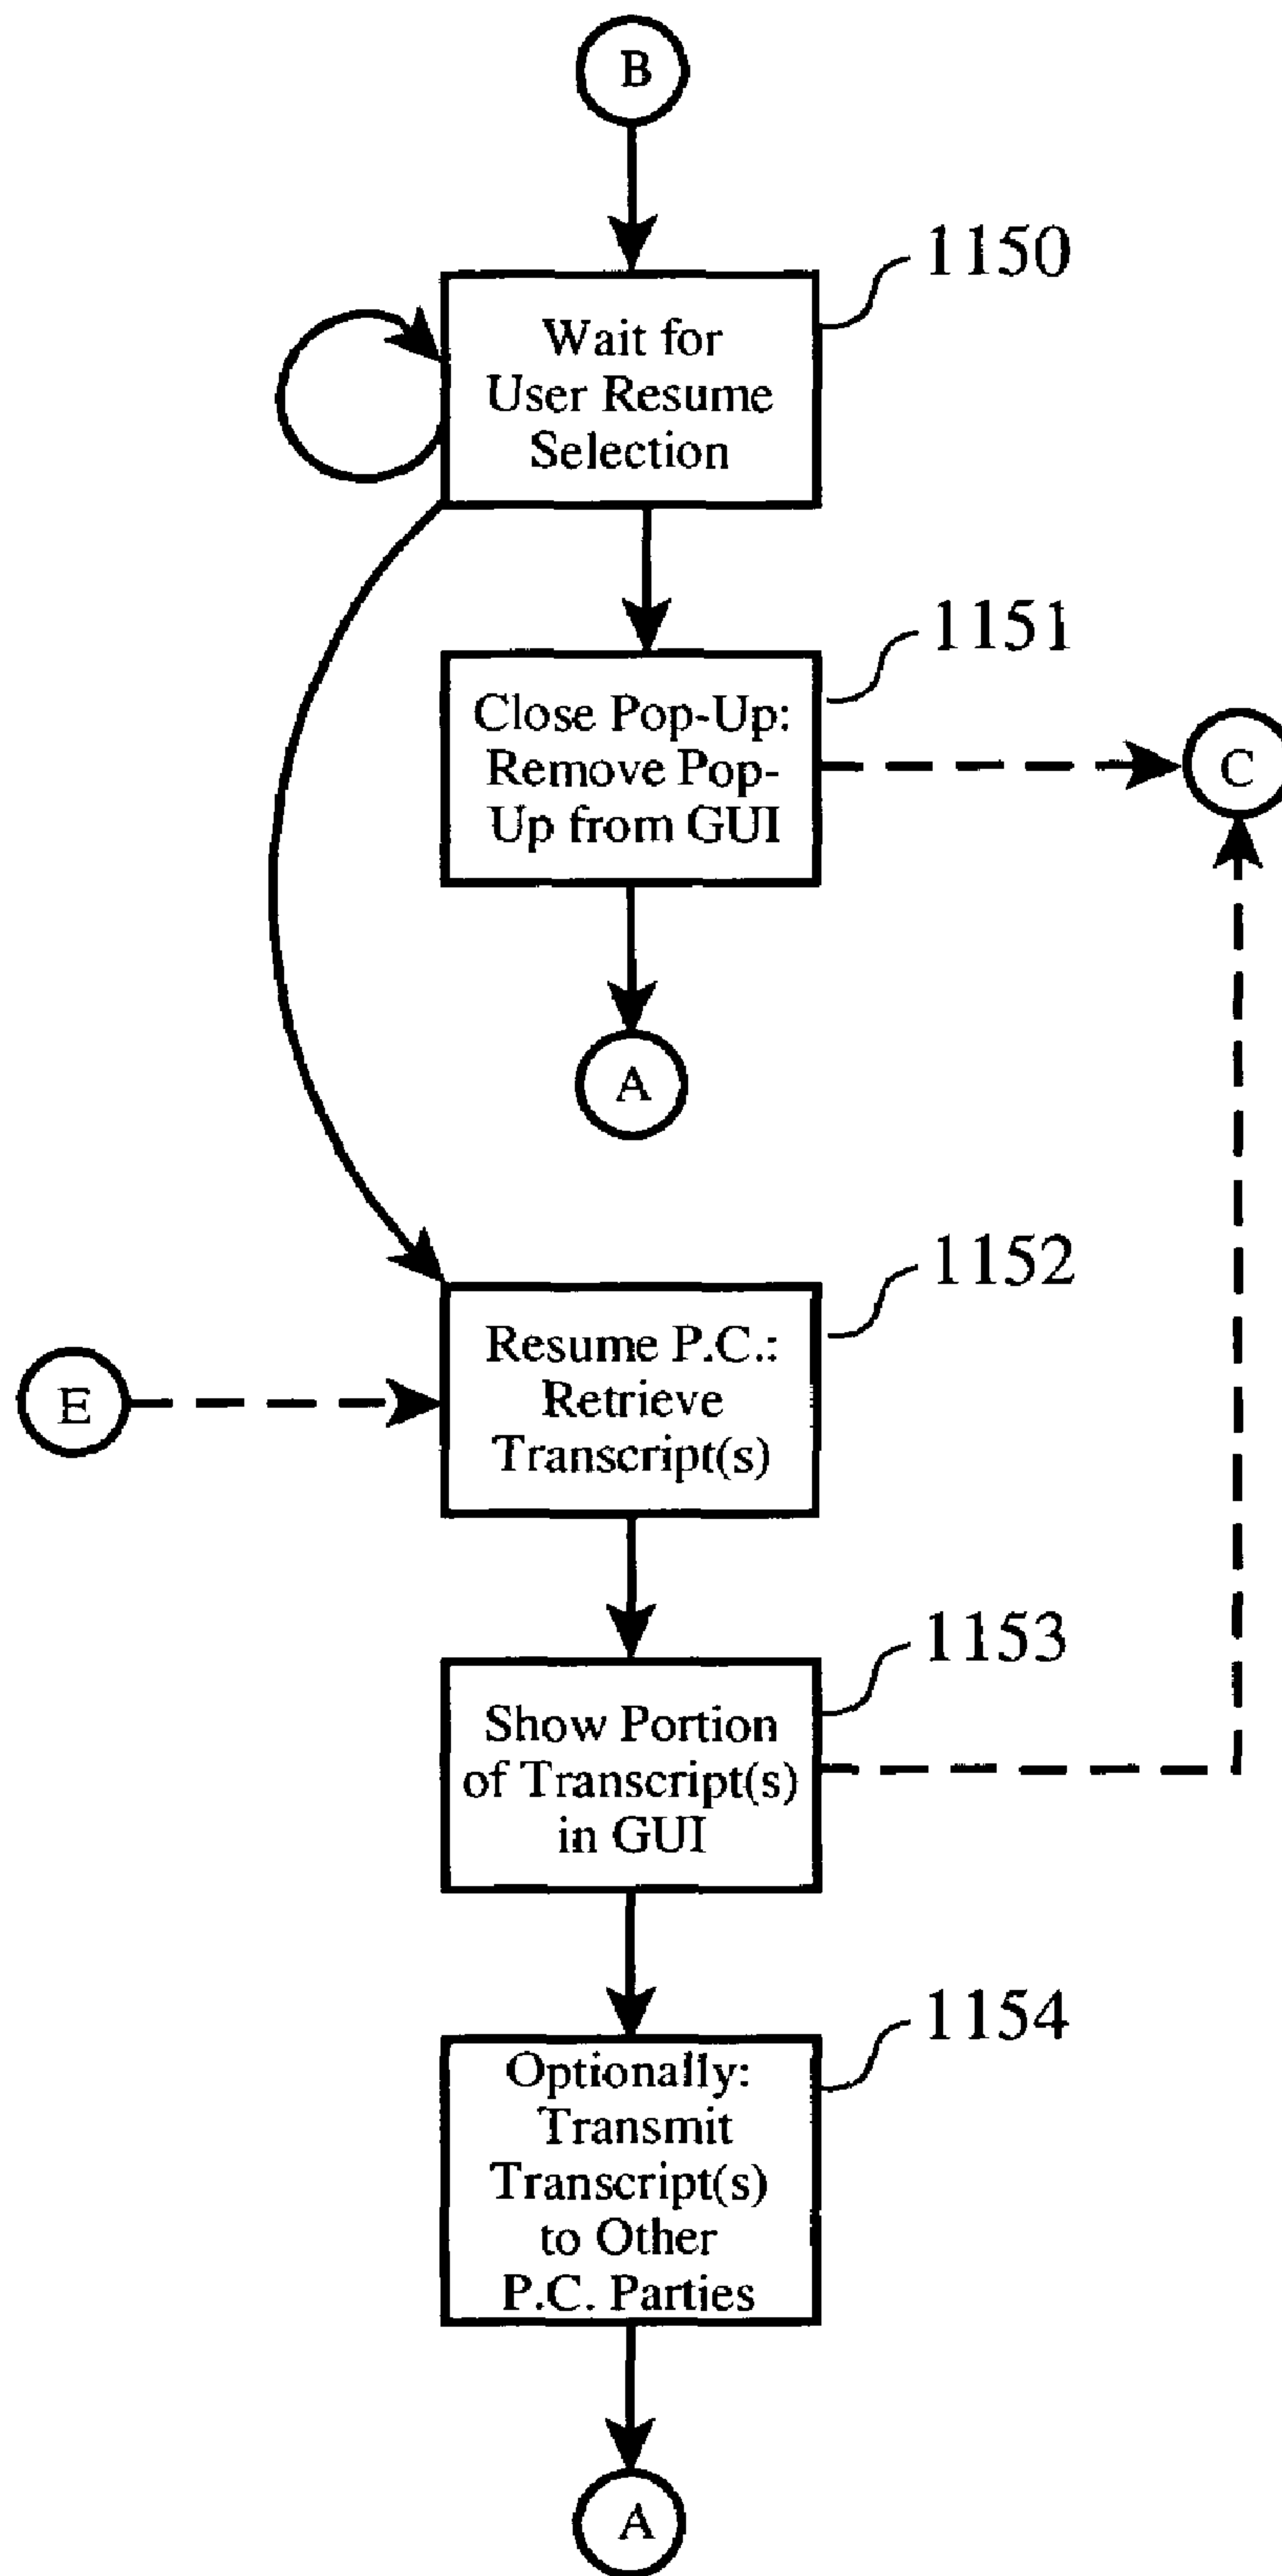 B
1150
Wait for
User Resume
Selection
1151
Close Pop-Up:
Remove Pop-
Up from GUI
C
A
1152
Resume P.C.:
Retrieve
Transcript(s)
E
1153
Show Portion
of Transcript(s)
in GUI
1154
Optionally:
Transmit
Transcript(s)
to Other
P.C. Parties
A